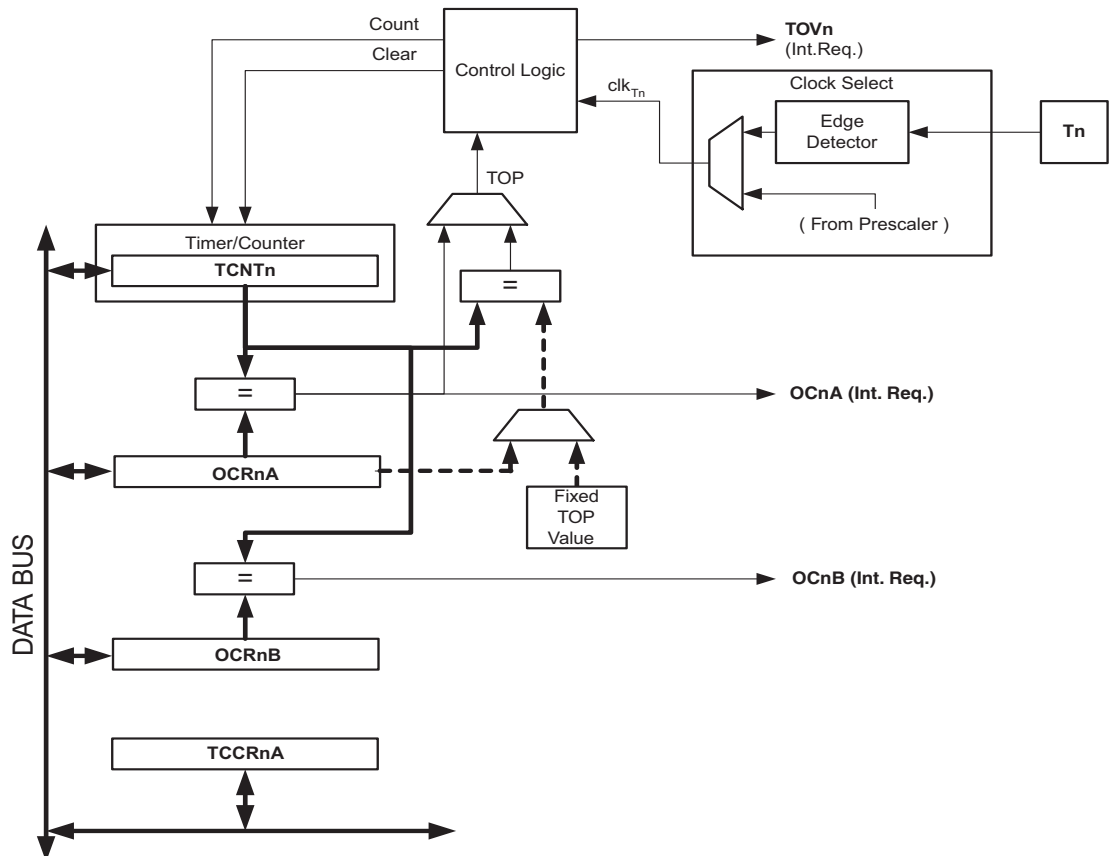 Count
Clear
Control Logic
TOVn
(Int.Req.)
Clock Select
clkTn
Edge
Detector
Tn
( From Prescaler )
TOP
Timer/Counter
TCNTn
=
=
OCnA (Int. Req.)
OCRnA
Fixed
TOP
Value
=
OCnB (Int. Req.)
OCRnB
DATA BUS
TCCRnA